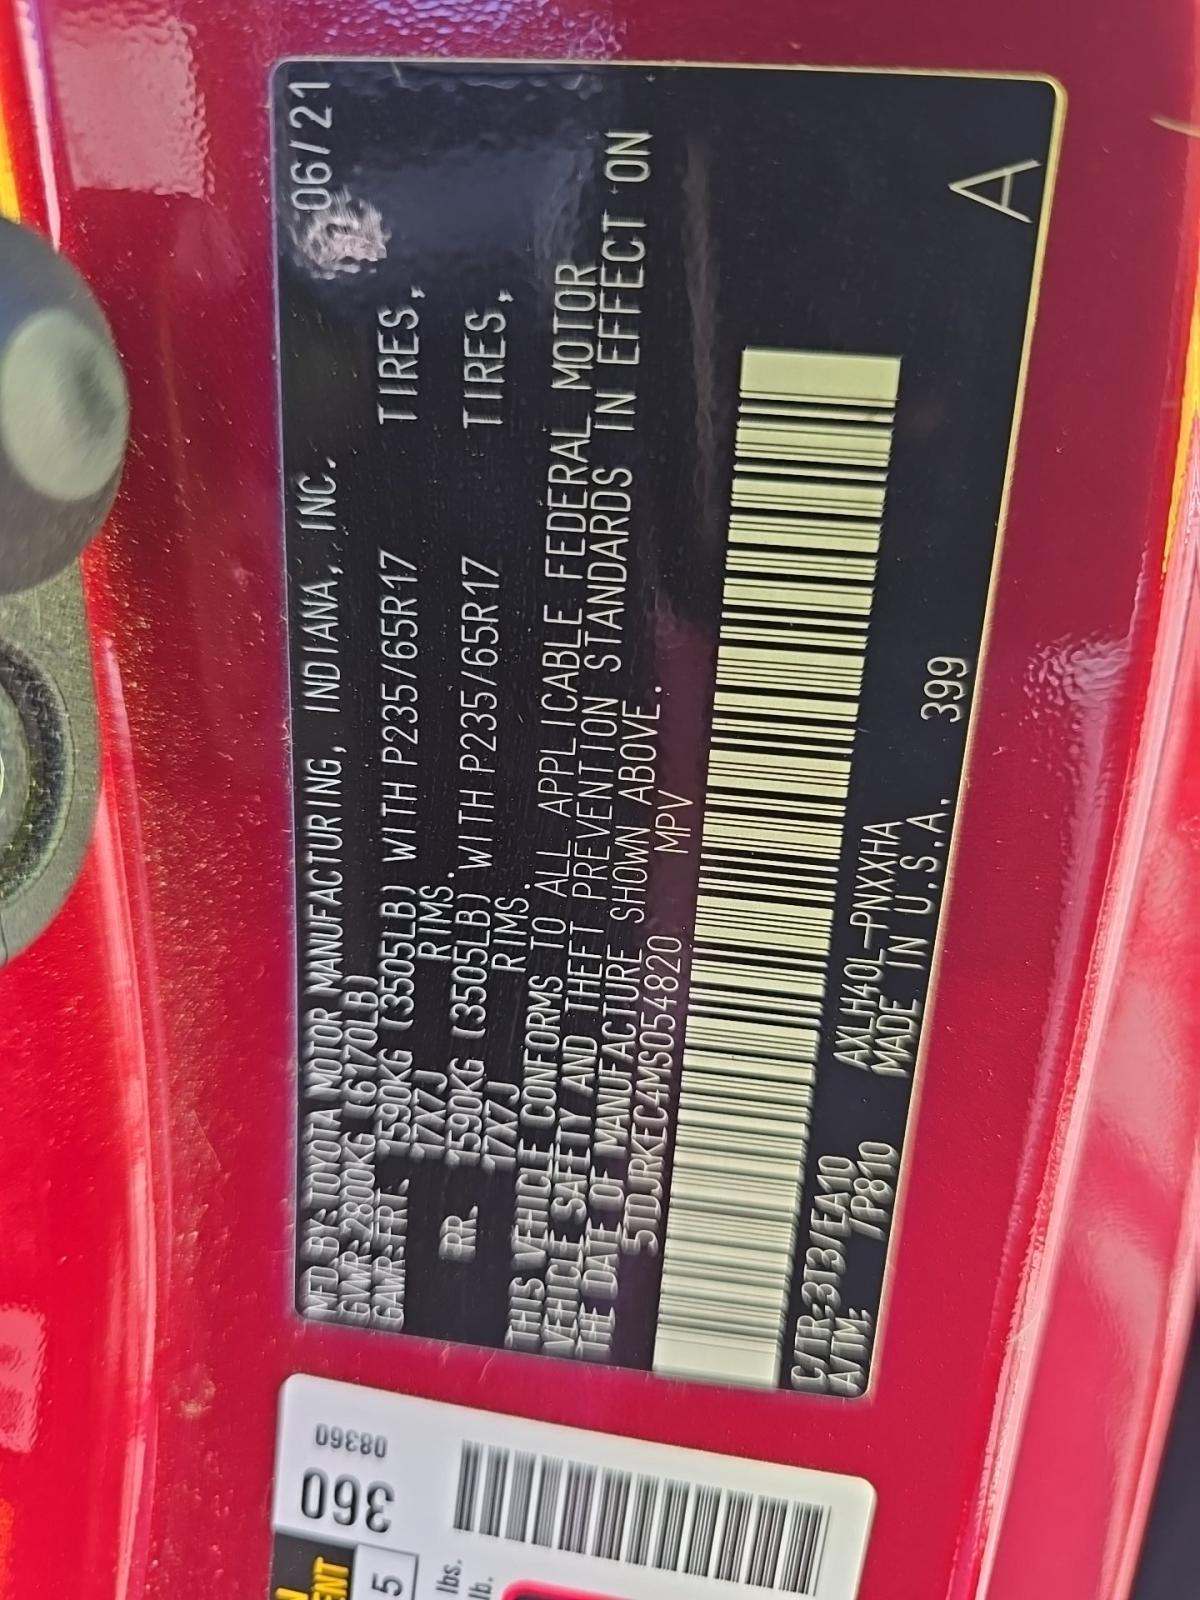 MFD.BY:TOYOTA MOTOR MANUFACTURING, INDIANA, INC. 06/21
GVWR:2800KG (6170LB)
GAWR:FRT. 1590KG (3505LB) WITH P235/65R17 TIRES,
17X7J RIMS.
RR. 1590KG (3505LB) WITH P235/65R17 TIRES,
17X7J RIMS.
THIS VEHICLE CONFORMS TO ALL APPLICABLE FEDERAL MOTOR
VEHICLE SAFETY AND THEFT PREVENTION STANDARDS IN EFFECT ON
THE DATE OF MANUFACTURE SHOWN ABOVE.
5TDJRKEC4MS054820 MPV
C/TR:3T3/EA10 AXLH40L-PNXXHA
A/TM: /P810 MADE IN U.S.A. 399
A
08360
360
ENT
5
lbs.
lb.